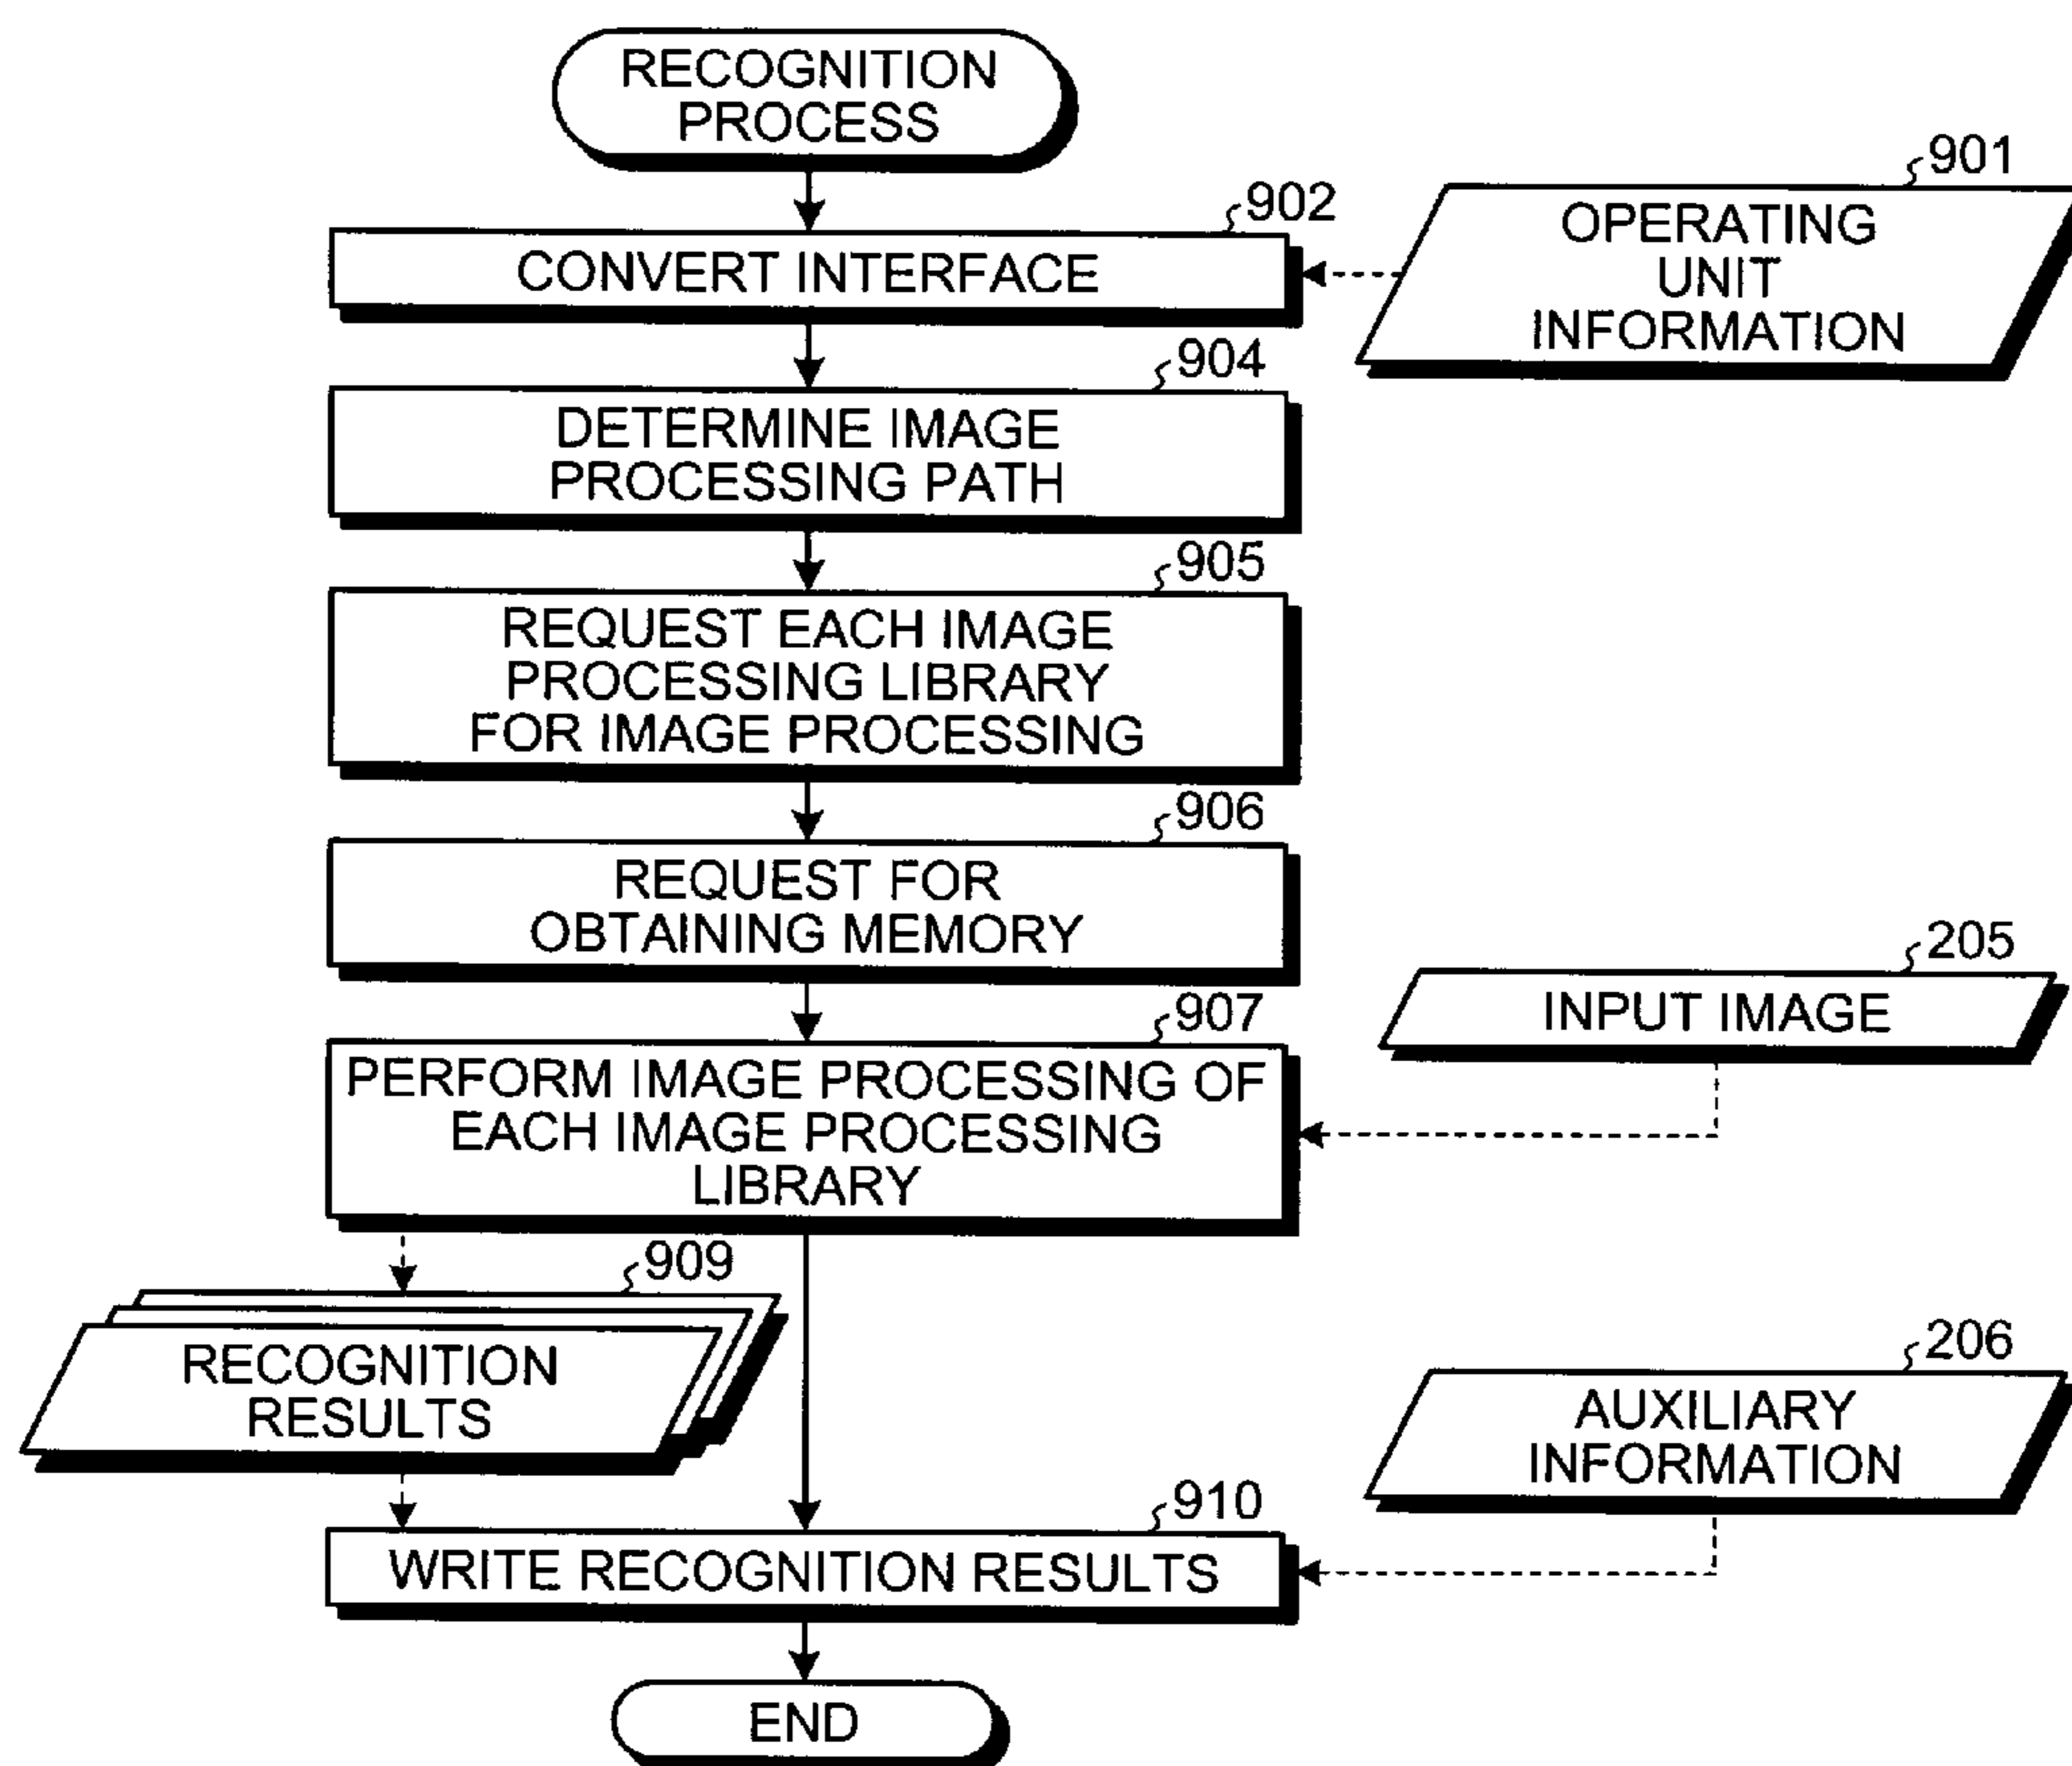 RECOGNITION
PROCESS
901
OPERATING
UNIT
INFORMATION
902
CONVERT INTERFACE
904
DETERMINE IMAGE
PROCESSING PATH
905
REQUEST EACH IMAGE
PROCESSING LIBRARY
FOR IMAGE PROCESSING
906
REQUEST FOR
OBTAINING MEMORY
205
INPUT IMAGE
907
PERFORM IMAGE PROCESSING OF
EACH IMAGE PROCESSING
LIBRARY
909
RECOGNITION
RESULTS
206
AUXILIARY
INFORMATION
910
WRITE RECOGNITION RESULTS
END